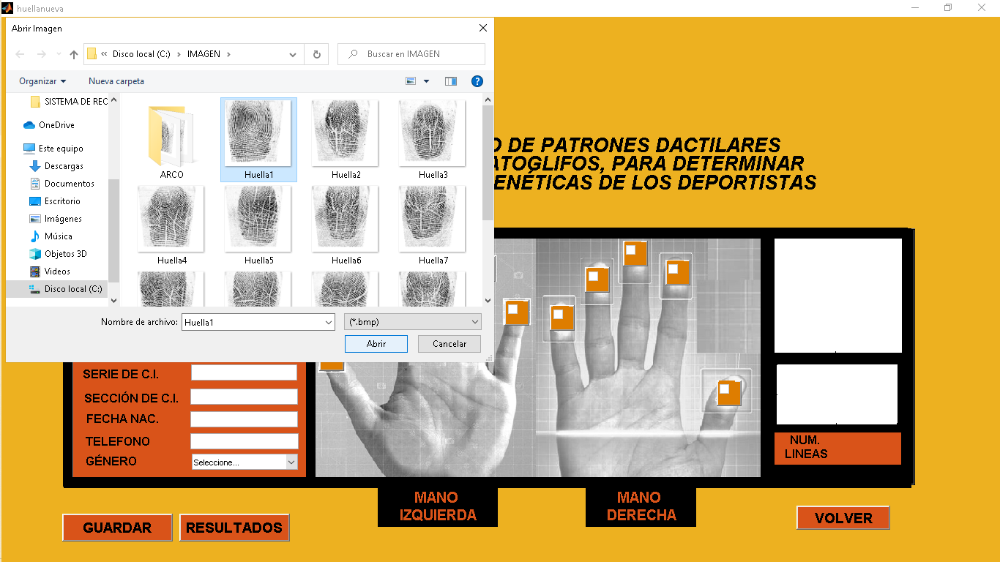 huellanueva
Abrir Imagen
« Disco local (C:) > IMAGEN >
Buscar en IMAGEN
Organizar
Nueva carpeta
SISTEMA DE REC
OneDrive
Este equipo
Descargas
Documentos
Escritorio
Imágenes
Música
Objetos 3D
Videos
Disco local (C:)
ARCO
Huella1
Huella2
Huella3
Huella4
Huella5
Huella6
Huella7
Nombre de archivo:
Huella1
(*.bmp)
Abrir
Cancelar
O DE PATRONES DACTILARES
ATOGLIFOS, PARA DETERMINAR
ENÉTICAS DE LOS DEPORTISTAS
SERIE DE C.I.
SECCIÓN DE C.I.
FECHA NAC.
TELEFONO
GÉNERO
Seleccione...
NUM.
LINEAS
MANO
IZQUIERDA
MANO
DERECHA
GUARDAR
RESULTADOS
VOLVER